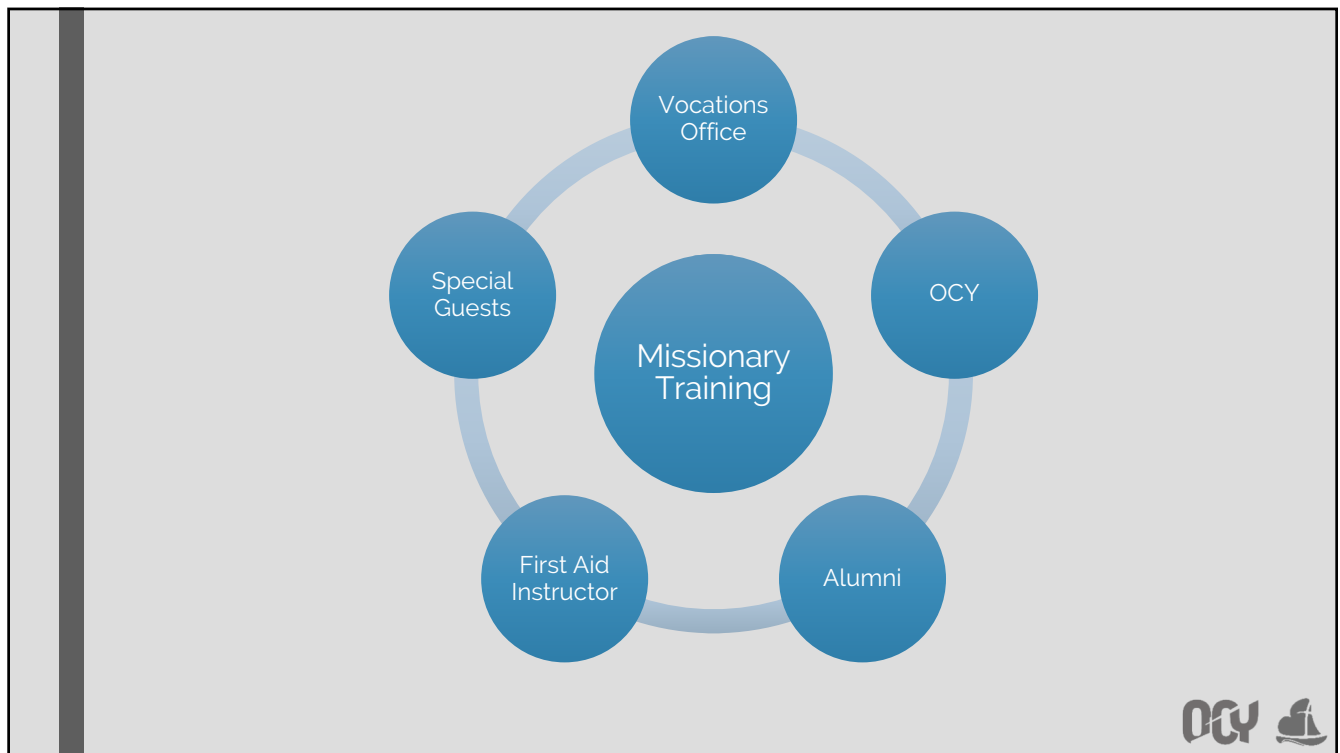 Vocations
Office
OCY
Alumni
First Aid
Instructor
Special
Guests
Missionary
Training
OCY